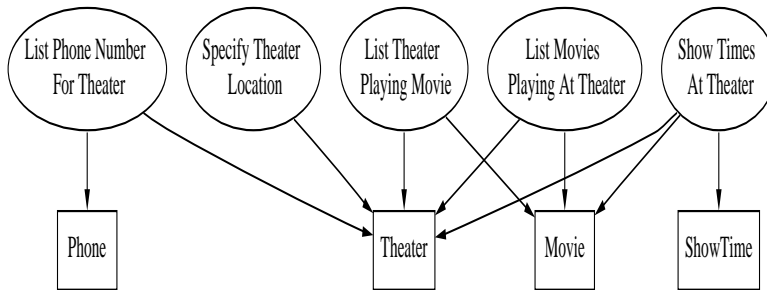 List Phone Number
For Theater
Specify Theater
Location
List Theater
Playing Movie
List Movies
Playing At Theater
Show Times
At Theater
Phone
Theater
Movie
ShowTime